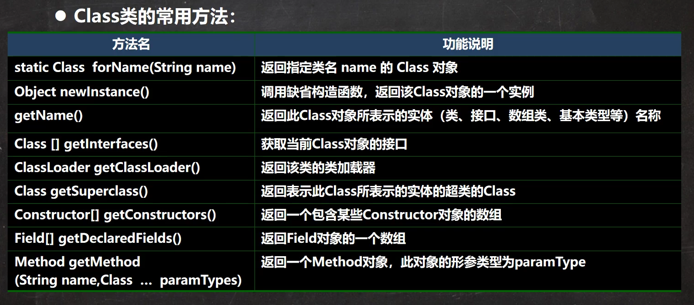 ● Class类的常用方法：
方法名 功能说明
static Class forName(String name) 返回指定类名 name 的 Class 对象
Object newInstance() 调用缺省构造函数，返回该Class对象的一个实例
getName() 返回此Class对象所表示的实体（类、接口、数组类、基本类型等）名称
Class [] getInterfaces() 获取当前Class对象的接口
ClassLoader getClassLoader() 返回该类的类加载器
Class getSuperclass() 返回表示此Class所表示的实体的超类的Class
Constructor[] getConstructors() 返回一个包含某些Constructor对象的数组
Field[] getDeclaredFields() 返回Field对象的一个数组
Method getMethod 返回一个Method对象，此对象的形参类型为paramType
(String name,Class … paramTypes)